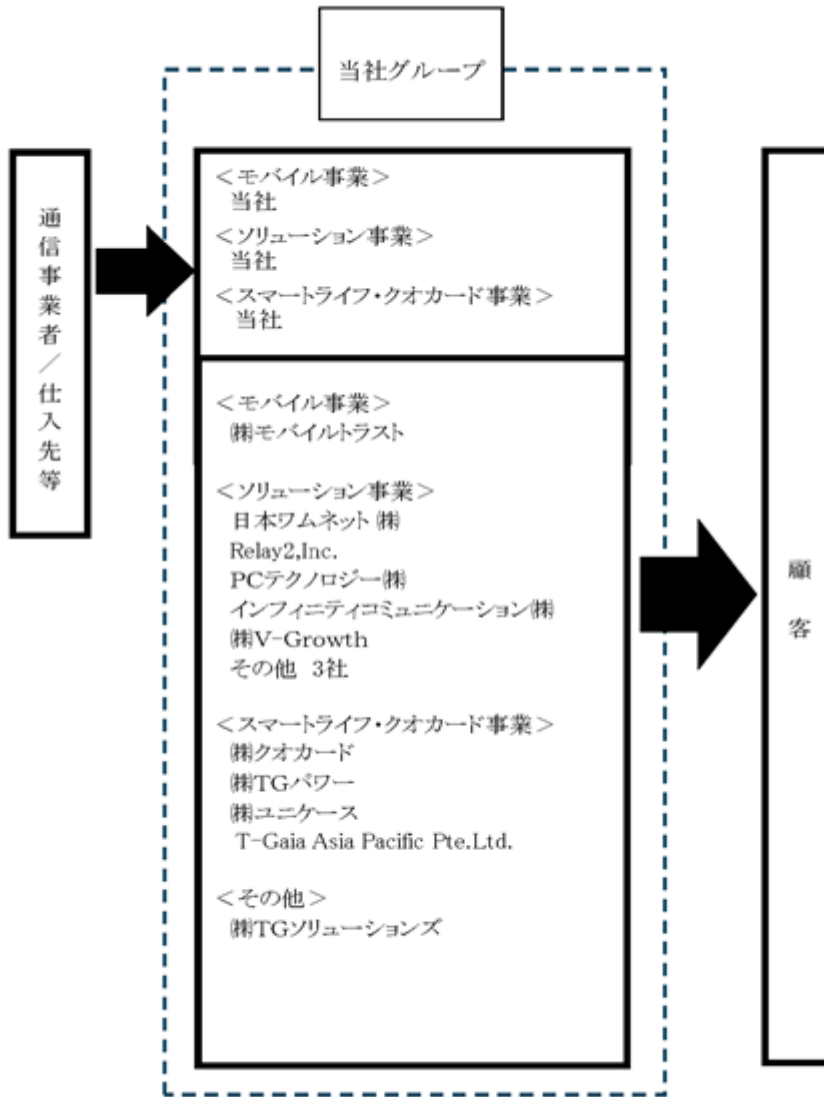 当社グループ
通信事業者／仕入先等
＜モバイル事業＞
当社
＜ソリューション事業＞
当社
＜スマートライフ・クオカード事業＞
当社
＜モバイル事業＞
㈱モバイルトラスト
＜ソリューション事業＞
日本ワムネット㈱
Relay2,Inc.
PCテクノロジー㈱
インフィニティコミュニケーション㈱
㈱V-Growth
その他 3社
＜スマートライフ・クオカード事業＞
㈱クオカード
㈱TGパワー
㈱ユニケース
T-Gaia Asia Pacific Pte.Ltd.
＜その他＞
㈱TGソリューションズ
顧客